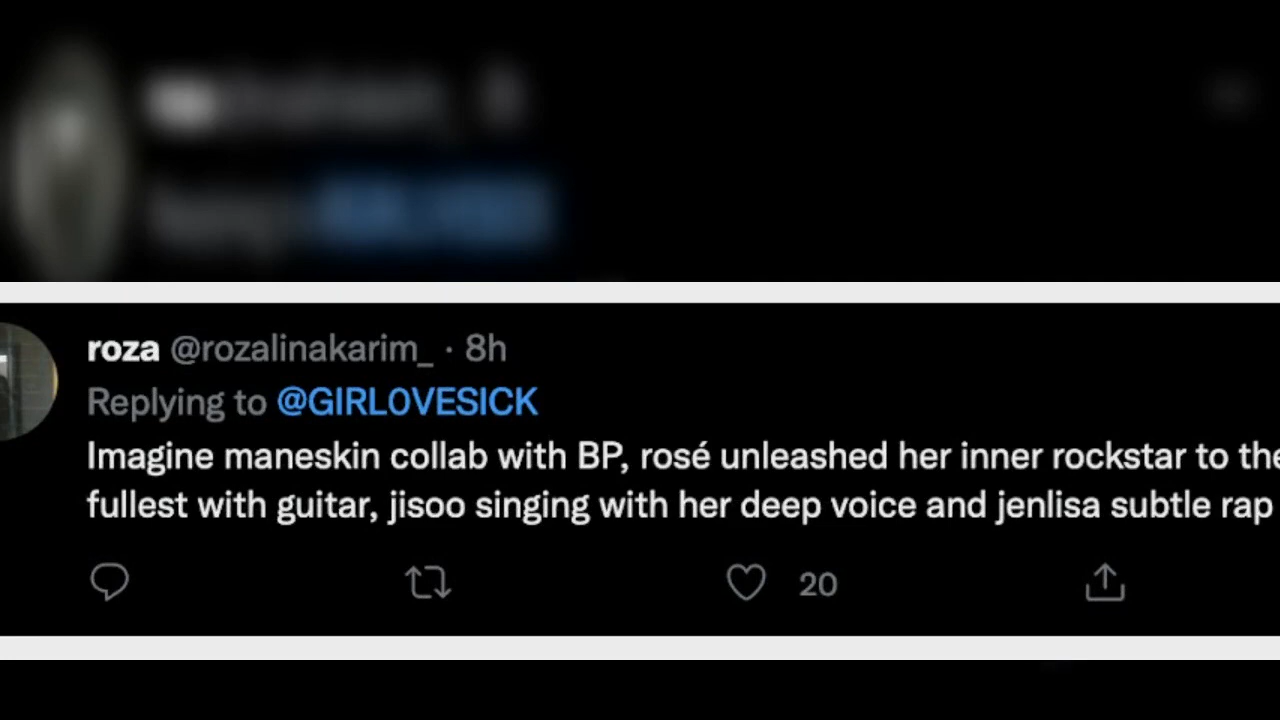 roza @rozalinakarim_ · 8h
Replying to @GIRL0VESICK
Imagine maneskin collab with BP, rosé unleashed her inner rockstar to the
fullest with guitar, jisoo singing with her deep voice and jenlisa subtle rap
20